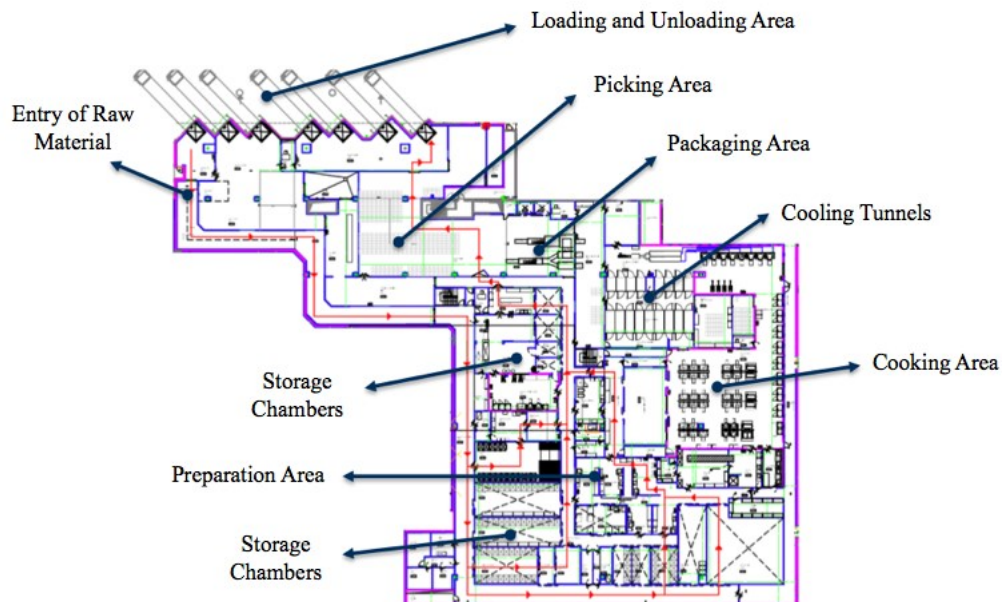 Loading and Unloading Area
Picking Area
Entry of Raw
Material
Packaging Area
Cooling Tunnels
Storage
Chambers
Cooking Area
Preparation Area
Storage
Chambers